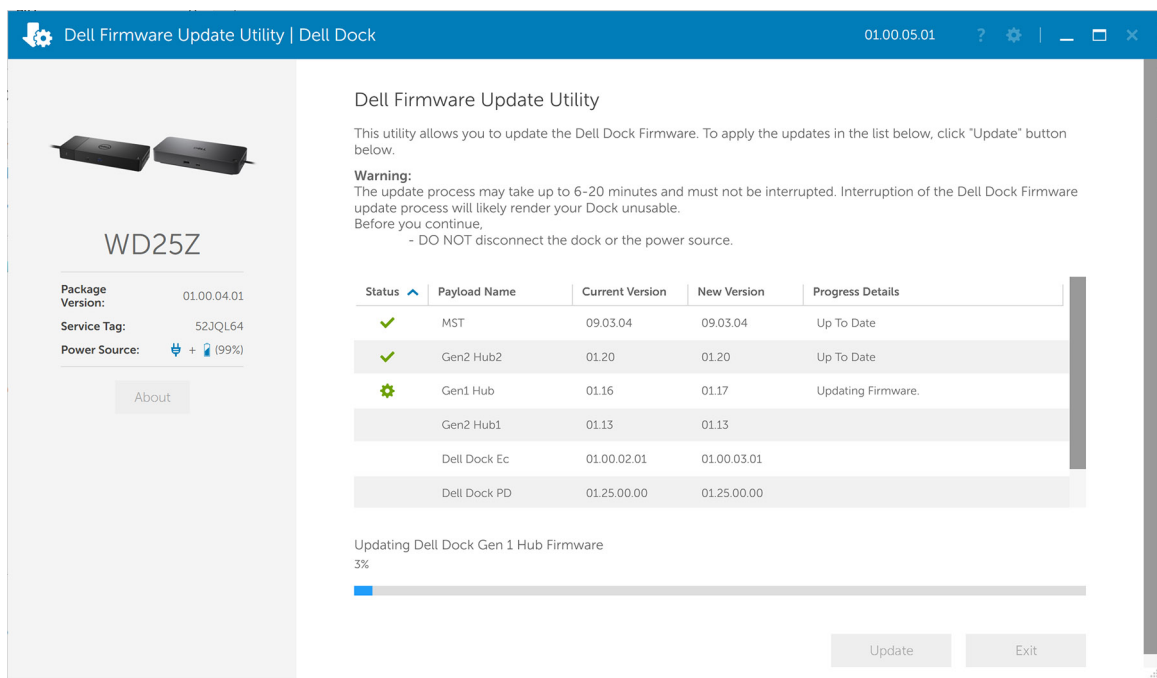 Dell Firmware Update Utility | Dell Dock
01.00.05.01
?
Dell Firmware Update Utility
This utility allows you to update the Dell Dock Firmware. To apply the updates in the list below, click "Update" button
below.
Warning:
The update process may take up to 6-20 minutes and must not be interrupted. Interruption of the Dell Dock Firmware
update process will likely render your Dock unusable.
Before you continue,
- DO NOT disconnect the dock or the power source.
WD25Z
Package
Version:
01.00.04.01
Service Tag: 52JQL64
Power Source: + (99%)
About
Status Payload Name Current Version New Version Progress Details
MST 09.03.04 09.03.04 Up To Date
Gen2 Hub2 01.20 01.20 Up To Date
Gen1 Hub 01.16 01.17 Updating Firmware.
Gen2 Hub1 01.13 01.13
Dell Dock Ec 01.00.02.01 01.00.03.01
Dell Dock PD 01.25.00.00 01.25.00.00
Updating Dell Dock Gen 1 Hub Firmware
3%
Update Exit